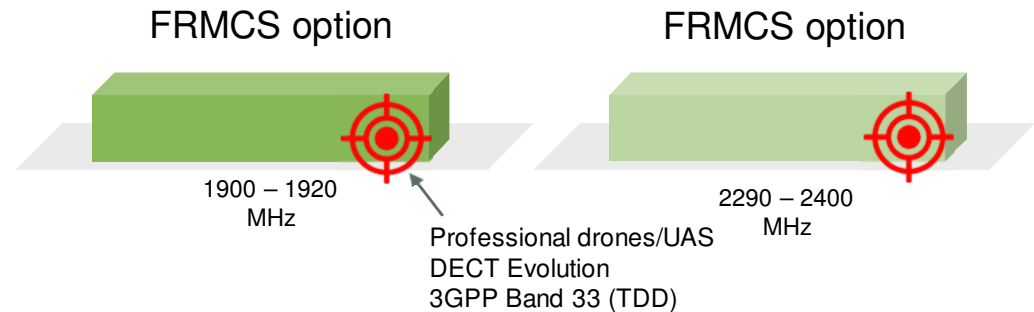 FRMCS option
FRMCS option
1900 – 1920
MHz
2290 – 2400
MHz
Professional drones/UAS
DECT Evolution
3GPP Band 33 (TDD)